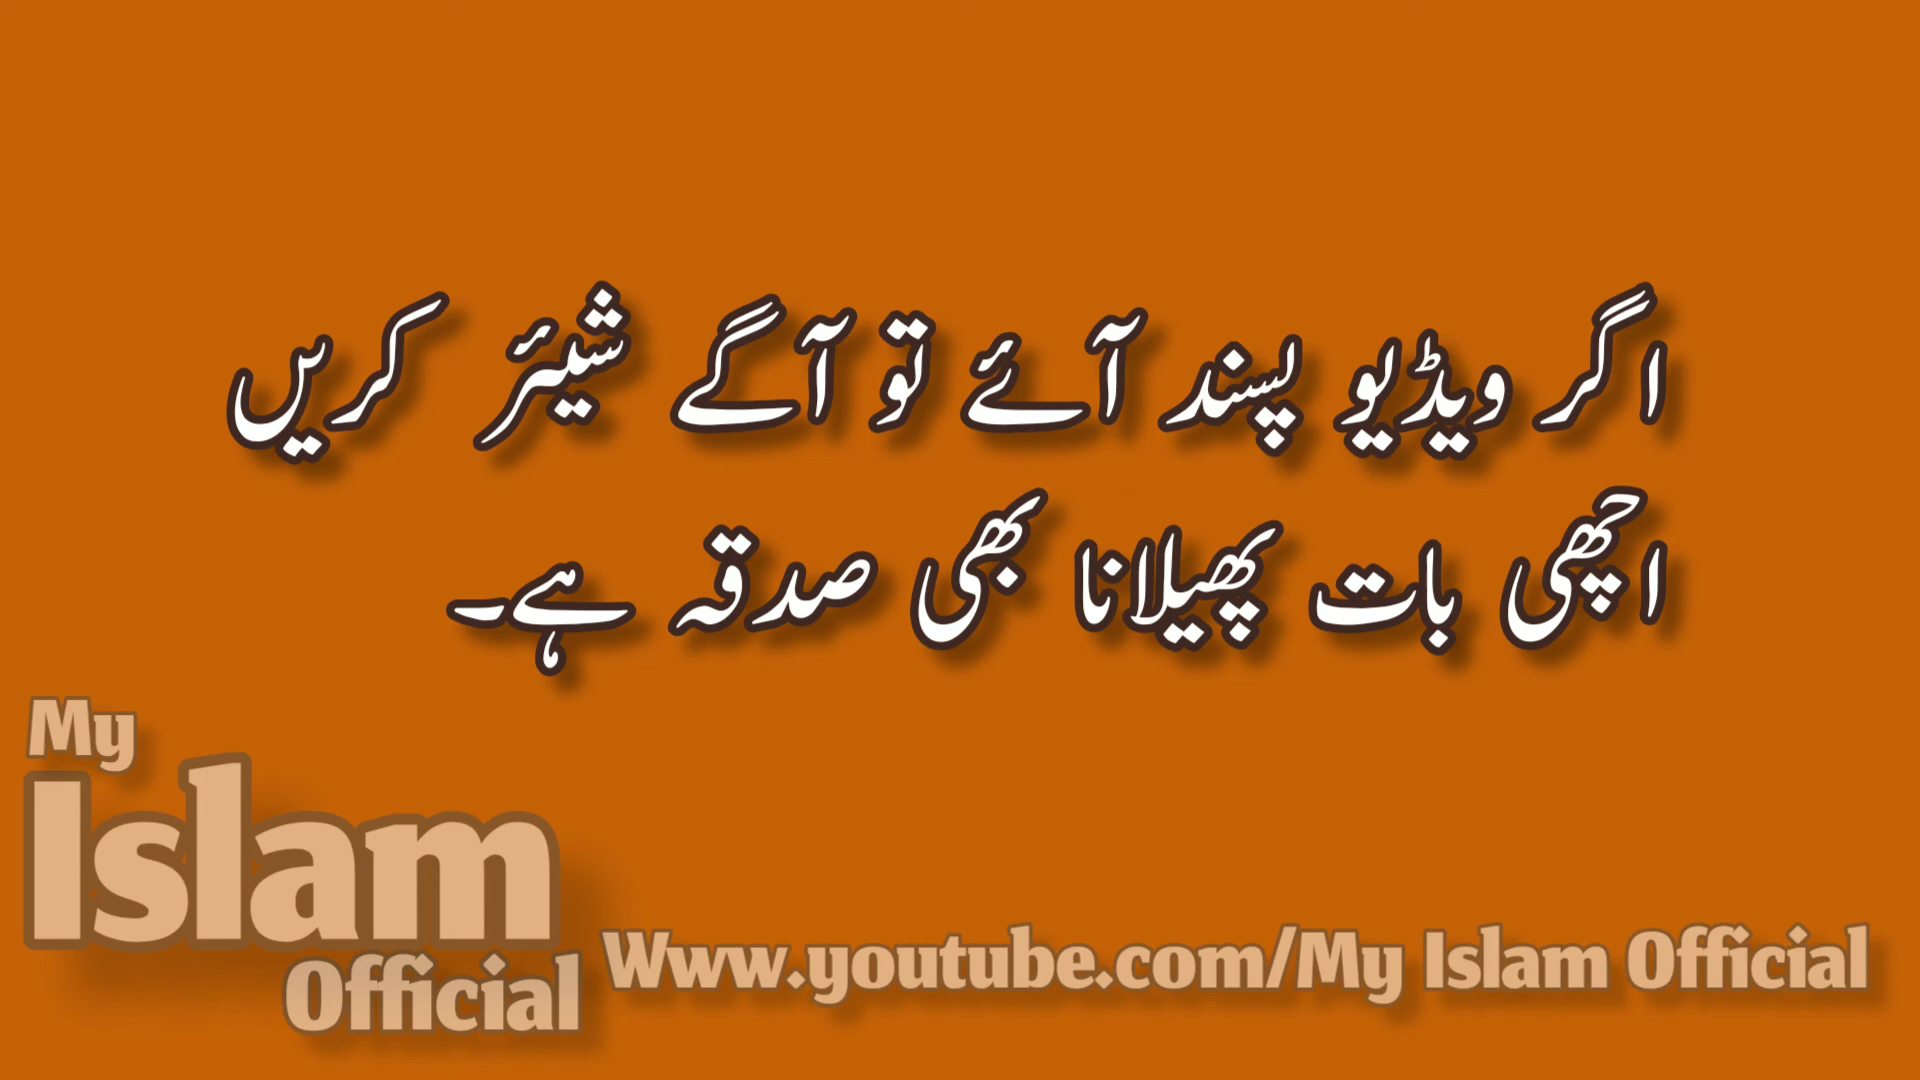 اگر ویڈیو پسند آئے تو آگے شیئر کریں
اچھی بات پھیلانا بھی صدقہ ہے۔
My
Islam
Official
Www.youtube.com/My Islam Official